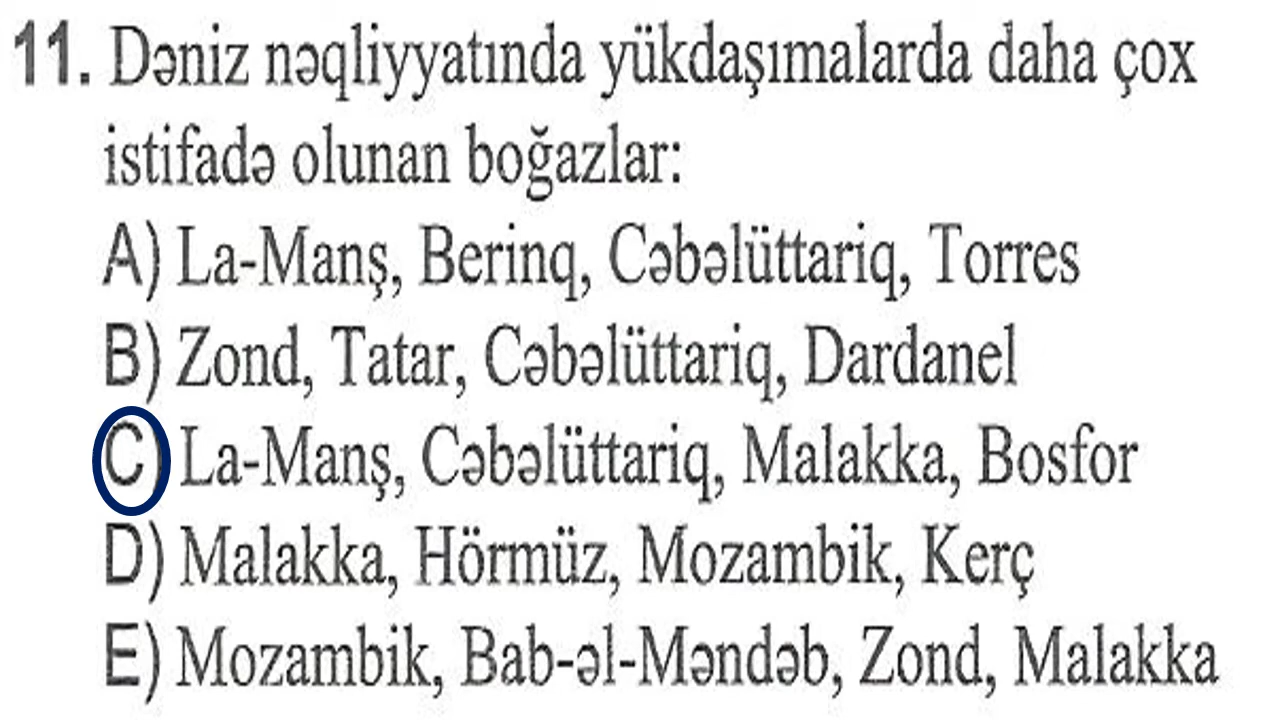 11. Dəniz nəqliyyatında yükdaşımalarda daha çox
istifadə olunan boğazlar:
A) La-Manş, Berinq, Cəbəlüttariq, Torres
B) Zond, Tatar, Cəbəlüttariq, Dardanel
C) La-Manş, Cəbəlüttariq, Malakka, Bosfor
D) Malakka, Hörmüz, Mozambik, Kerç
E) Mozambik, Bab-əl-Məndəb, Zond, Malakka